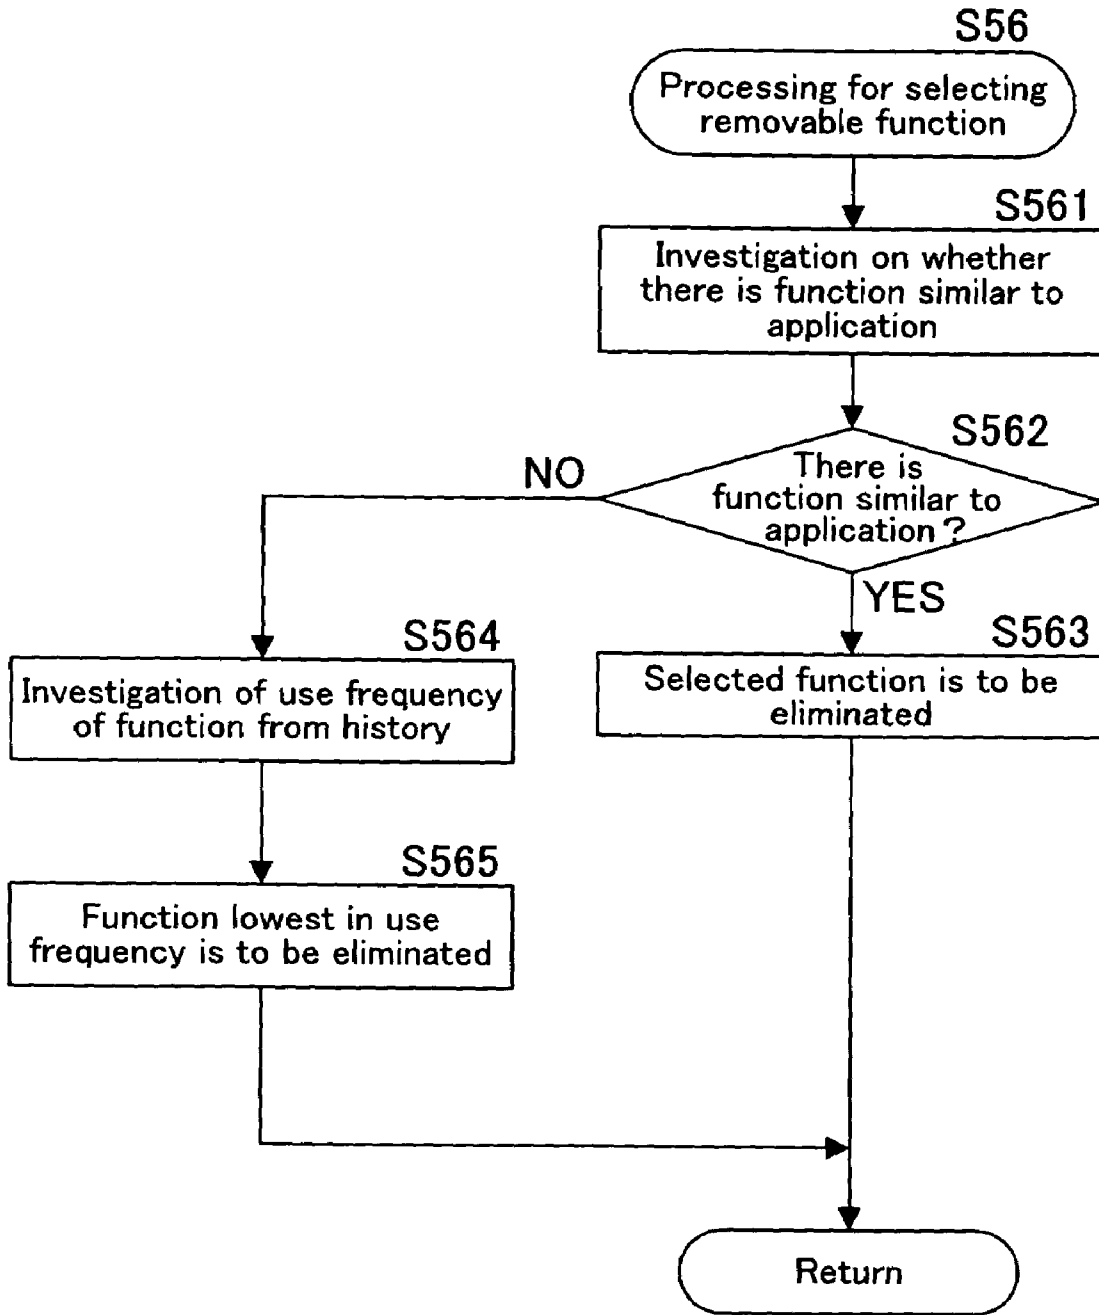 S56
Processing for selecting
removable function
S561
Investigation on whether
there is function similar to
application
S562
There is
function similar to
application?
NO
YES
S563
Selected function is to be
eliminated
S564
Investigation of use frequency
of function from history
S565
Function lowest in use
frequency is to be eliminated
Return